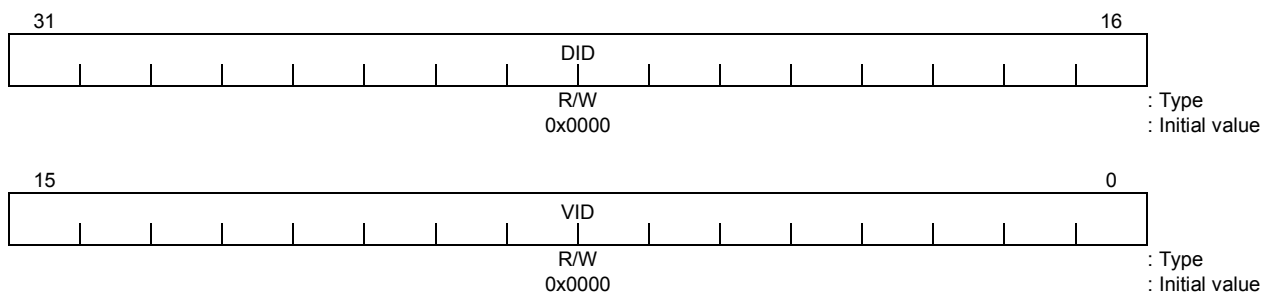 31 16
DID
R/W : Type
0x0000 : Initial value
15 0
VID
R/W : Type
0x0000 : Initial value